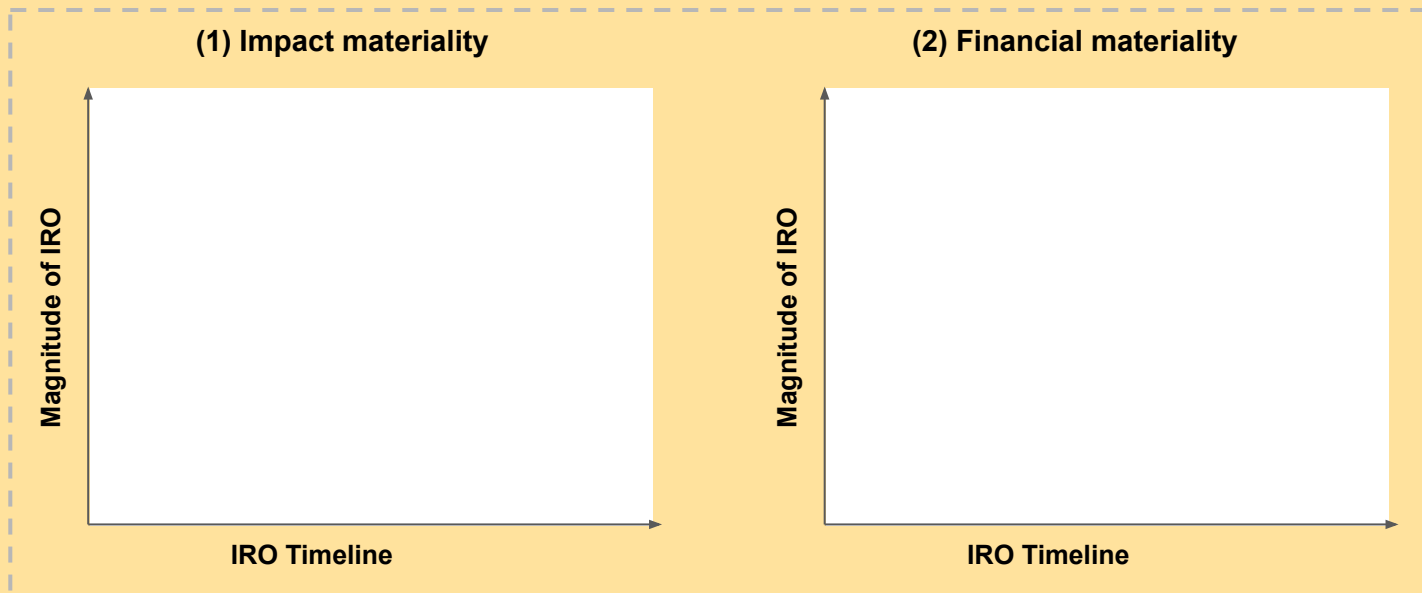 (1) Impact materiality
Magnitude of IRO
IRO Timeline
(2) Financial materiality
Magnitude of IRO
IRO Timeline